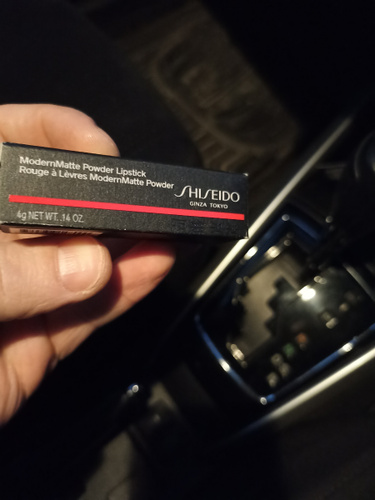 ModernMatte Powder Lipstick
Rouge à Lèvres ModernMatte Powder
SHISEIDO
GINZA TOKYO
4g NET WT. .14 OZ.